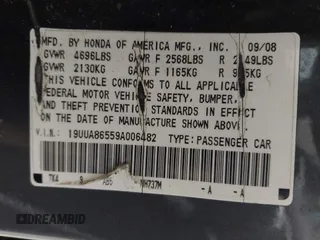 MFD. BY HONDA OF AMERICA MFG., INC. 09/08
GVWR 4696LBS GAWR F 2568LBS R
GVWR 2130KG GAWR F 1165KG R
THIS VEHICLE CONFORMS TO ALL APPLICABLE
FEDERAL MOTOR VEHICLE SAFETY, BUMPER,
AND THEFT PREVENTION STANDARDS IN EFFECT
ON THE DATE OF MANUFACTURE SHOWN ABOVE.
V.I.N.: 19UUA86559A006482 TYPE: PASSENGER CAR
NH737M -A -A
DREAMBID